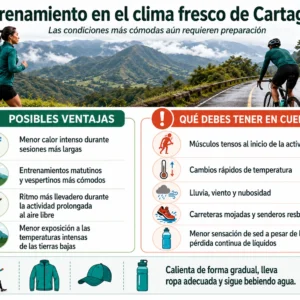 renamiento en el clima fresco de Cartag
Las condiciones más cómodas aún requieren preparación
POSIBLES VENTAJAS
Menor calor intenso durante
sesiones más largas
Entrenamientos matutinos
y vespertinos más cómodos
Ritmo más llevadero durante
la actividad prolongada
al aire libre
Menor exposición a las
temperaturas intensas
de las tierras bajas
QUÉ DEBES TENER EN CUEN
Músculos tensos al inicio de la activ
Cambios rápidos de temperatura
Lluvia, viento y nubosidad
Carreteras mojadas y senderos resb
Menor sensación de sed a pesar de l
pérdida continua de líquidos
Calienta de forma gradual, lleva
ropa adecuada y sigue bebiendo agua.